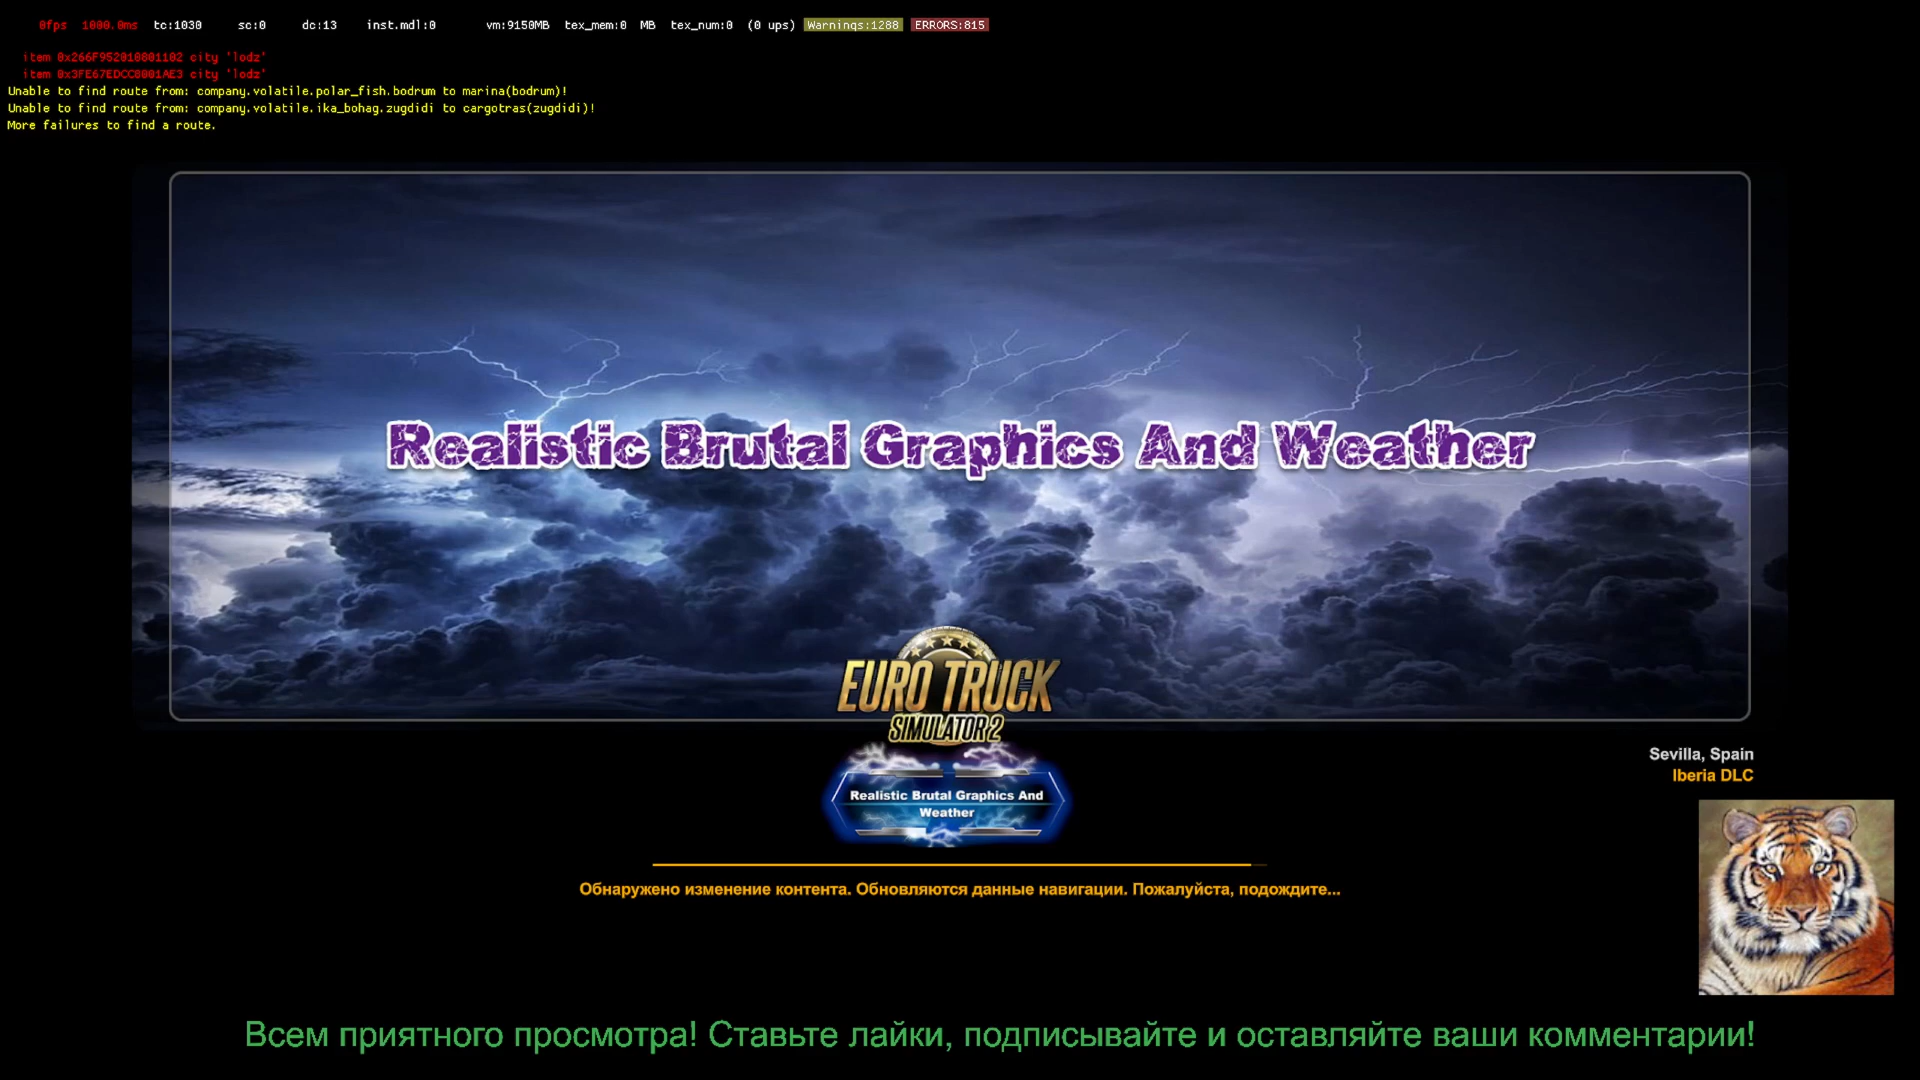 0fps 1000.0ms tc:1030 sc:0 dc:13 inst.mdl:0 vm:9150MB tex_mem:0 MB tex_num:0 (0 ups) Warnings:1288 ERRORS:815
item 0x266F952010801102 city 'lodz'
item 0x3FE67EDCC8001AE3 city 'lodz'
Unable to find route from: company.volatile.polar_fish.bodrum to marina(bodrum)!
Unable to find route from: company.volatile.ika_bohag.zugdidi to cargotras(zugdidi)!
More failures to find a route.
Realistic Brutal Graphics And Weather
EURO TRUCK
SIMULATOR 2
Sevilla, Spain
Iberia DLC
Realistic Brutal Graphics And
Weather
Обнаружено изменение контента. Обновляются данные навигации. Пожалуйста, подождите...
Всем приятного просмотра! Ставьте лайки, подписывайте и оставляйте ваши комментарии!